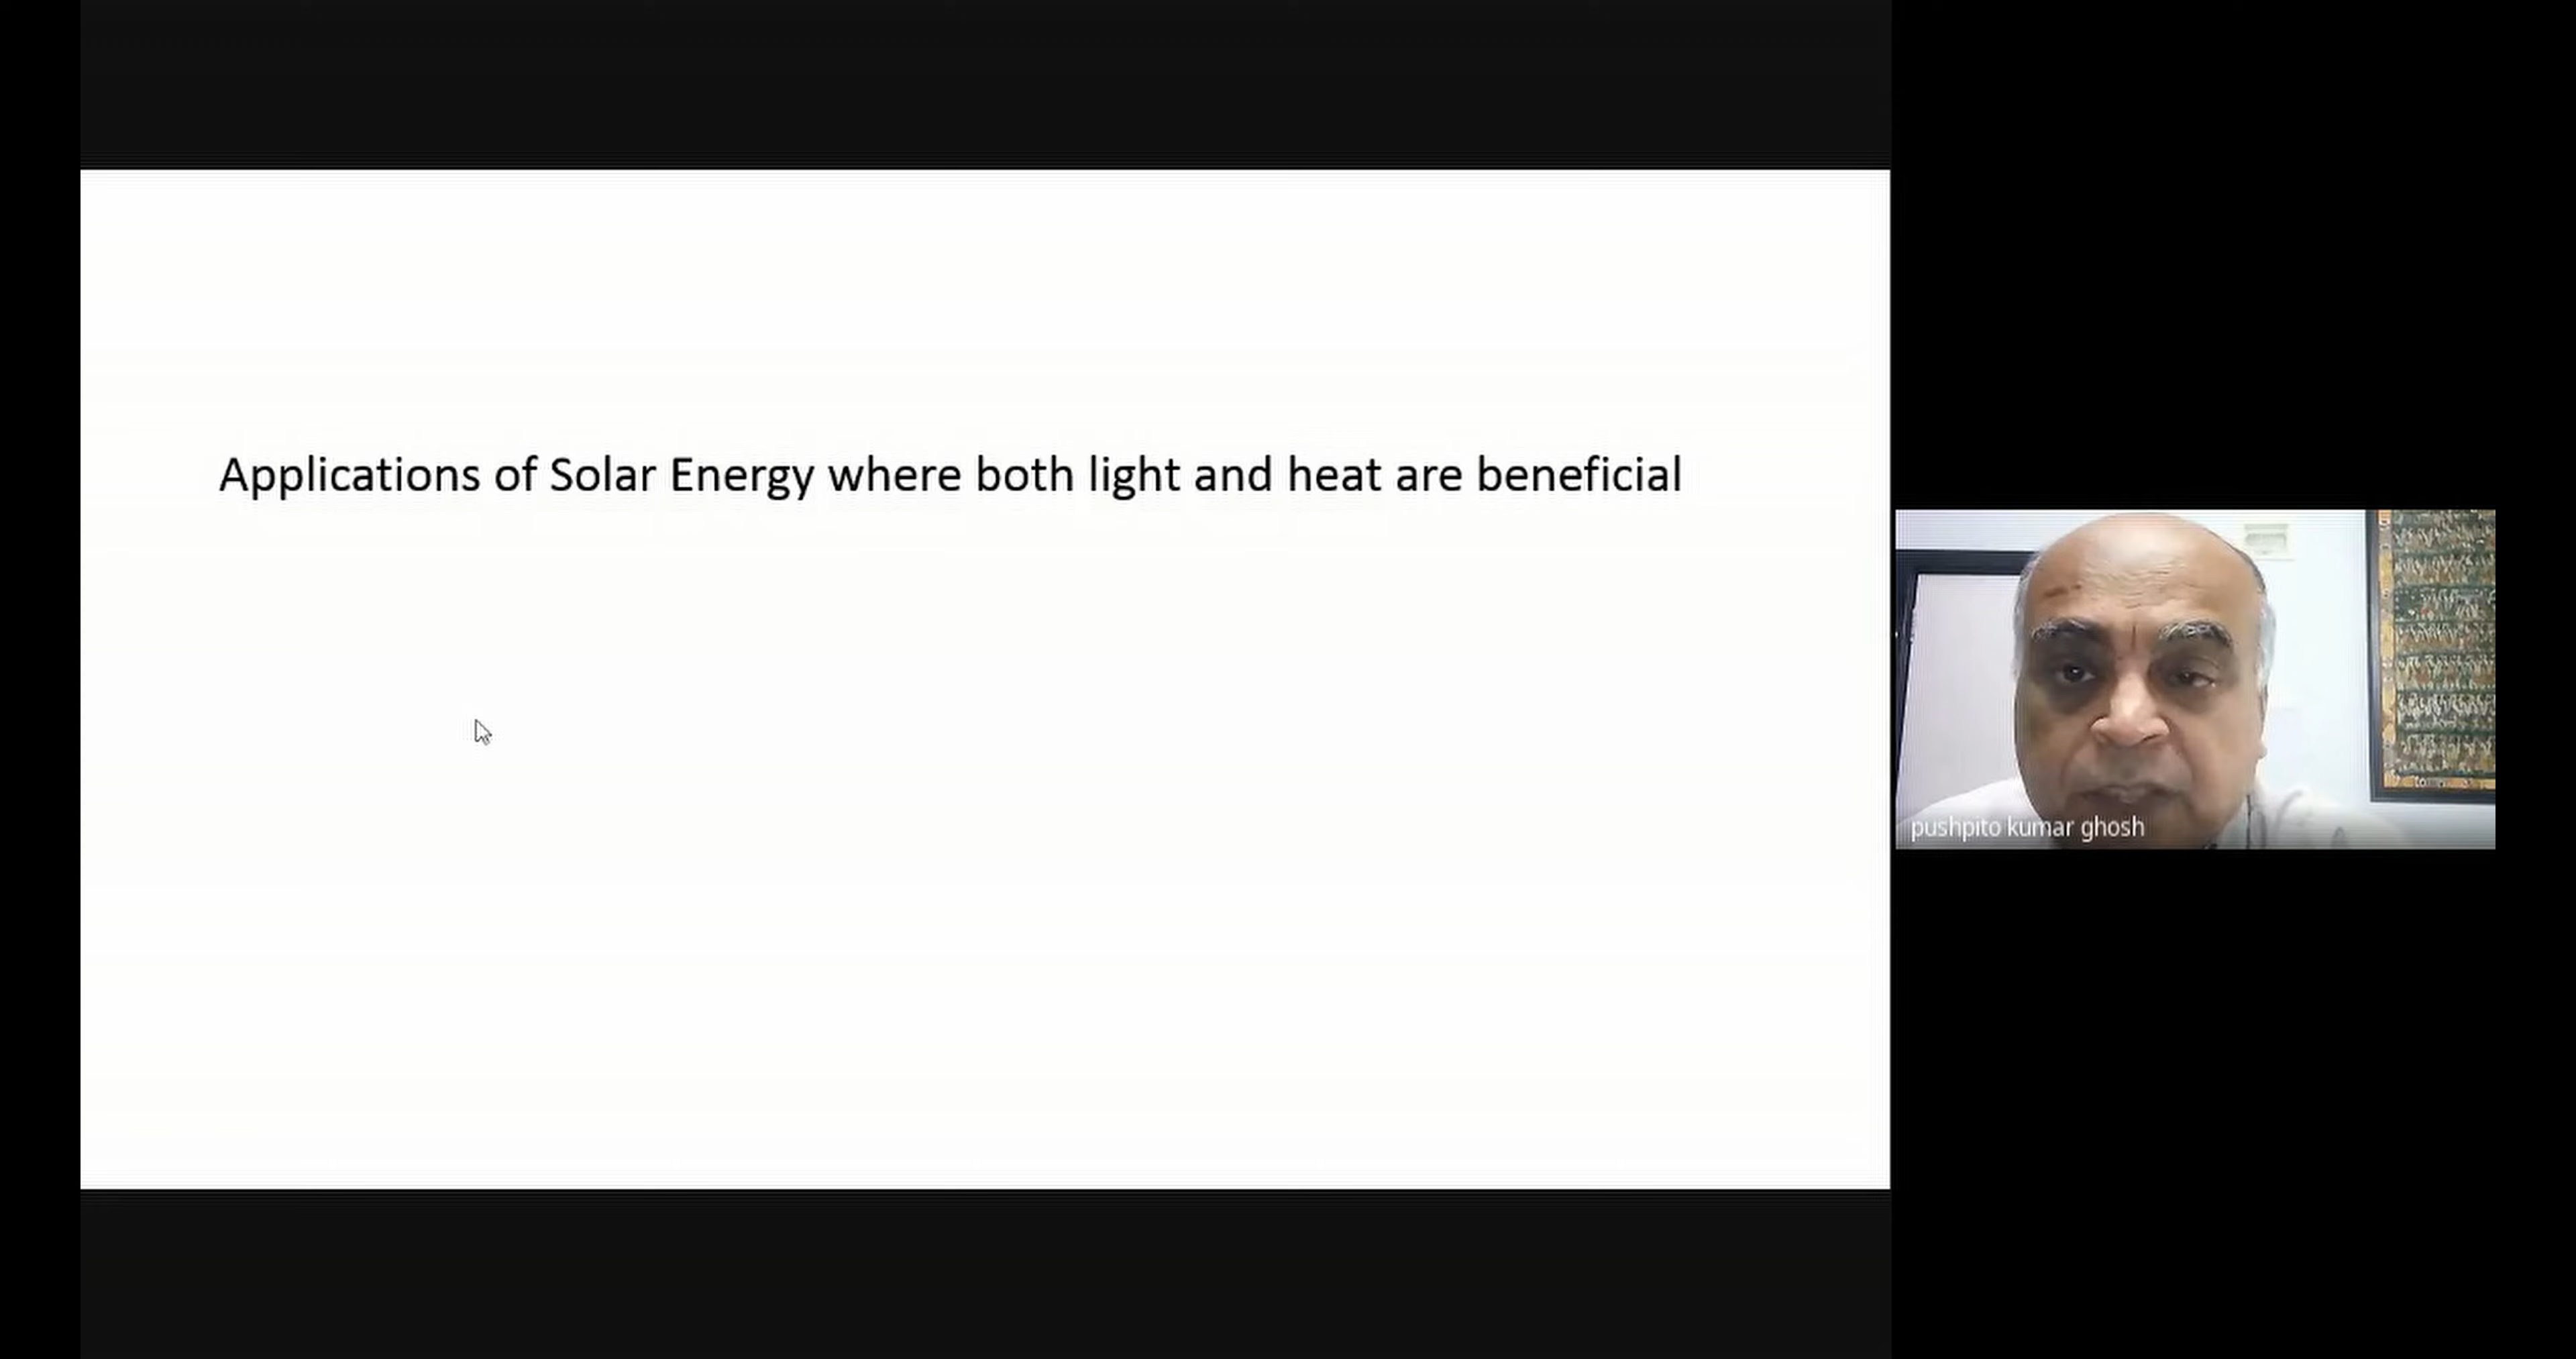 Applications of Solar Energy where both light and heat are beneficial
pushpito kumar ghosh